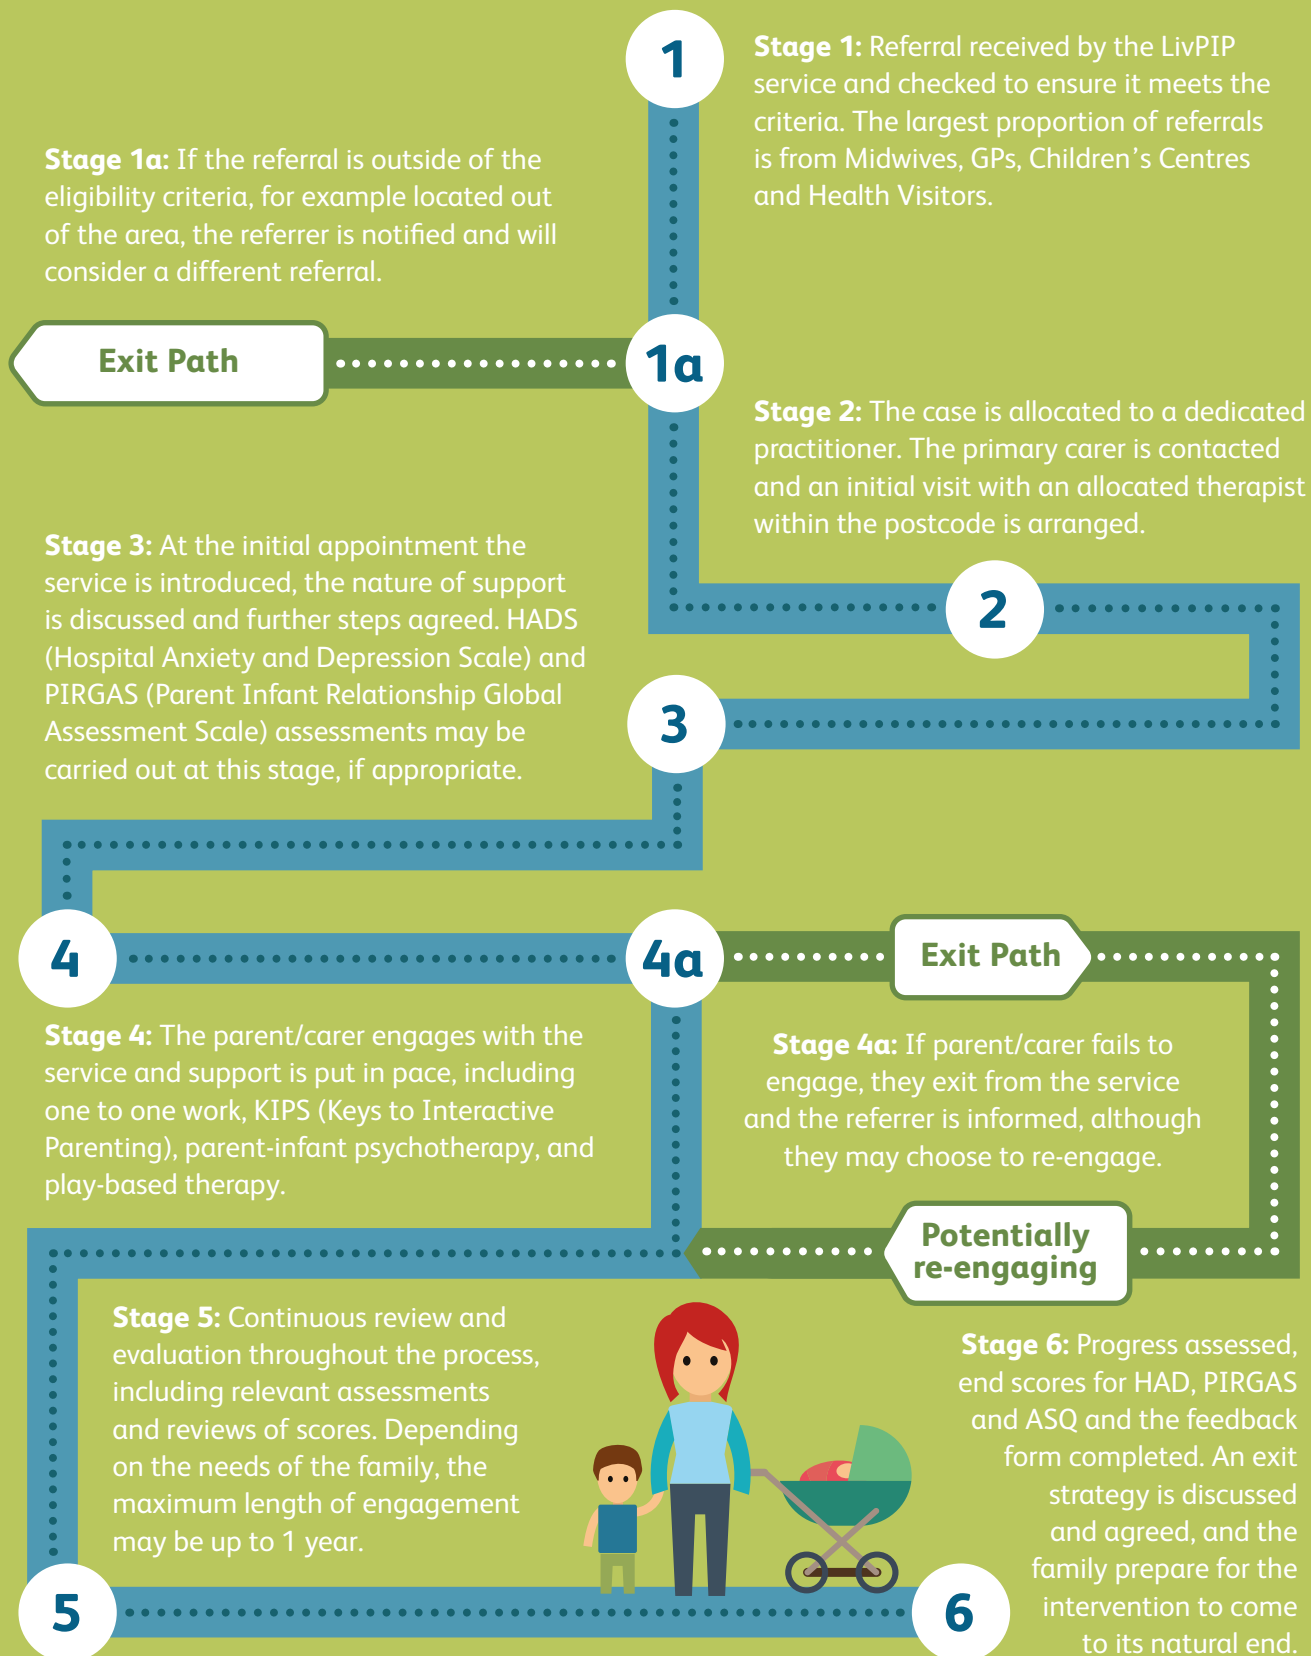 1
Stage 1: Referral received by the LivPIP
service and checked to ensure it meets the
criteria. The largest proportion of referrals
is from Midwives, GPs, Children's Centres
and Health Visitors.
Stage 1a: If the referral is outside of the
eligibility criteria, for example located out
of the area, the referrer is notified and will
consider a different referral.
Exit Path
1a
Stage 2: The case is allocated to a dedicated
practitioner. The primary carer is contacted
and an initial visit with an allocated therapist
within the postcode is arranged.
2
Stage 3: At the initial appointment the
service is introduced, the nature of support
is discussed and further steps agreed. HADS
(Hospital Anxiety and Depression Scale) and
PIRGAS (Parent Infant Relationship Global
Assessment Scale) assessments may be
carried out at this stage, if appropriate.
3
4
4a
Exit Path
Stage 4: The parent/carer engages with the
service and support is put in pace, including
one to one work, KIPS (Keys to Interactive
Parenting), parent-infant psychotherapy, and
play-based therapy.
Stage 4a: If parent/carer fails to
engage, they exit from the service
and the referrer is informed, although
they may choose to re-engage.
Potentially
re-engaging
Stage 5: Continuous review and
evaluation throughout the process,
including relevant assessments
and reviews of scores. Depending
on the needs of the family, the
maximum length of engagement
may be up to 1 year.
5
Stage 6: Progress assessed,
end scores for HAD, PIRGAS
and ASQ and the feedback
form completed. An exit
strategy is discussed
and agreed, and the
family prepare for the
intervention to come
to its natural end.
6